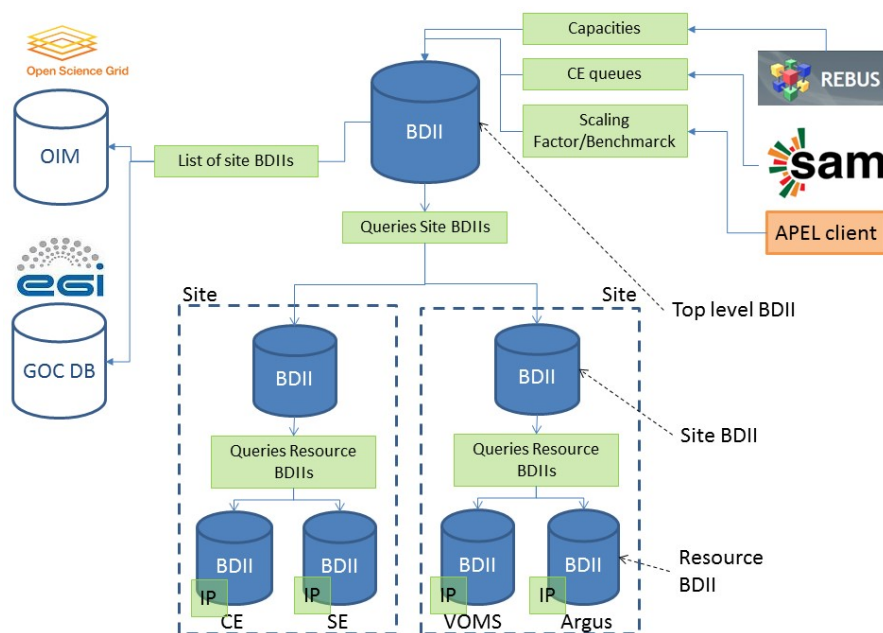 Open Science Grid
OIM
List of site BDIIs
egi
GOC DB
BDII
Capacities
CE queues
Scaling
Factor/Benchmarck
REBUS
sam
APEL client
Queries Site BDIIs
Site
Site
Top level BDII
BDII
BDII
Site BDII
Queries Resource
BDIIs
Queries Resource
BDIIs
BDII
BDII
BDII
BDII
Resource
BDII
IP
IP
IP
IP
CE
SE
VOMS
Argus